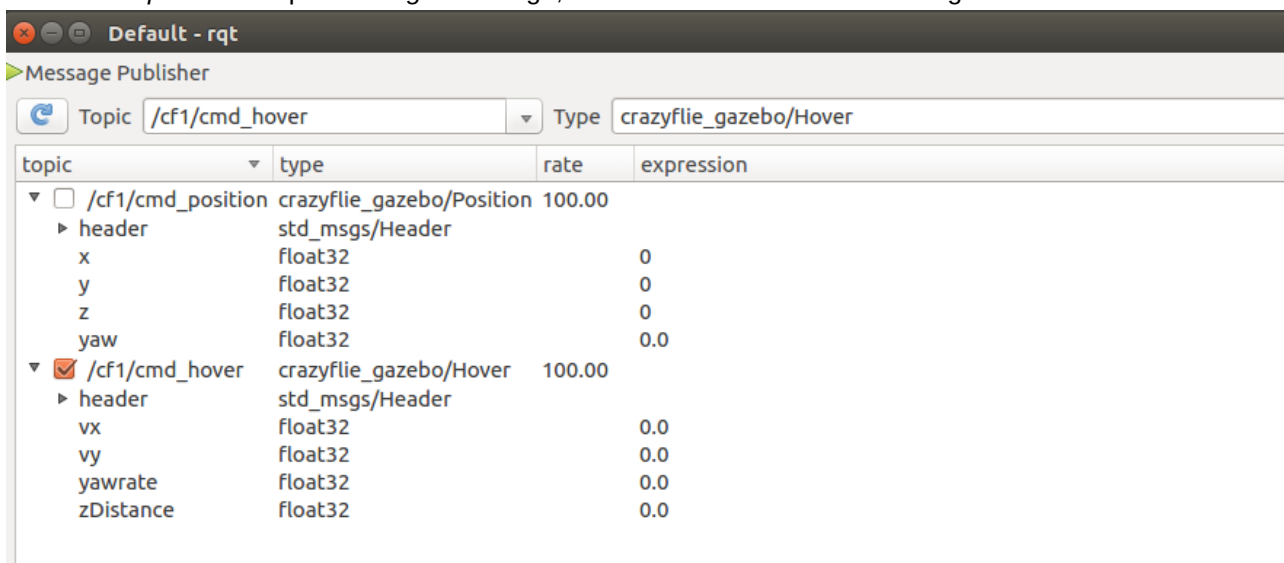 Default - rqt
Message Publisher
Topic /cf1/cmd_hover Type crazyflie_gazebo/Hover
topic type rate expression
/cf1/cmd_position crazyflie_gazebo/Position 100.00
header std_msgs/Header
x float32 0
y float32 0
z float32 0
yaw float32 0.0
/cf1/cmd_hover crazyflie_gazebo/Hover 100.00
header std_msgs/Header
vx float32 0.0
vy float32 0.0
yawrate float32 0.0
zDistance float32 0.0